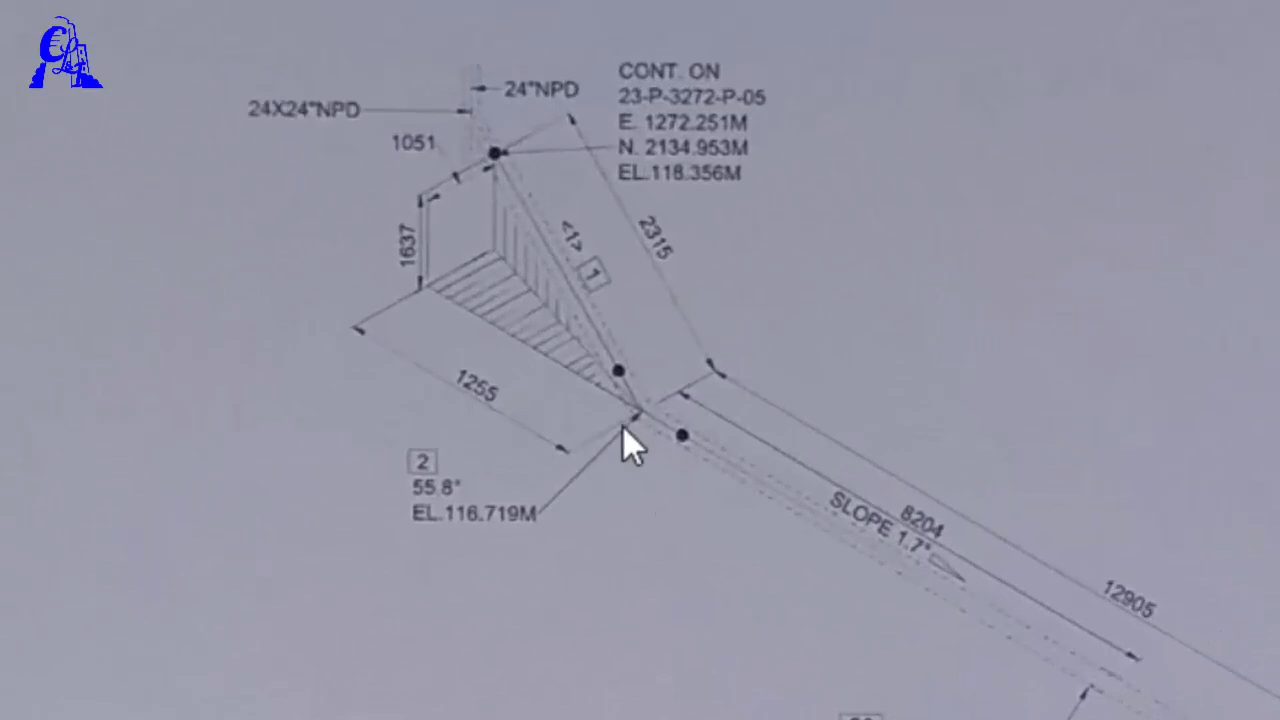 24"NPD
24X24"NPD
CONT. ON
23-P-3272-P-05
E. 1272.251M
N. 2134.953M
EL.118.356M
1051
1637
<1>
1
2315
1255
2
55.8°
EL.116.719M
8204
SLOPE 1.7°
12905